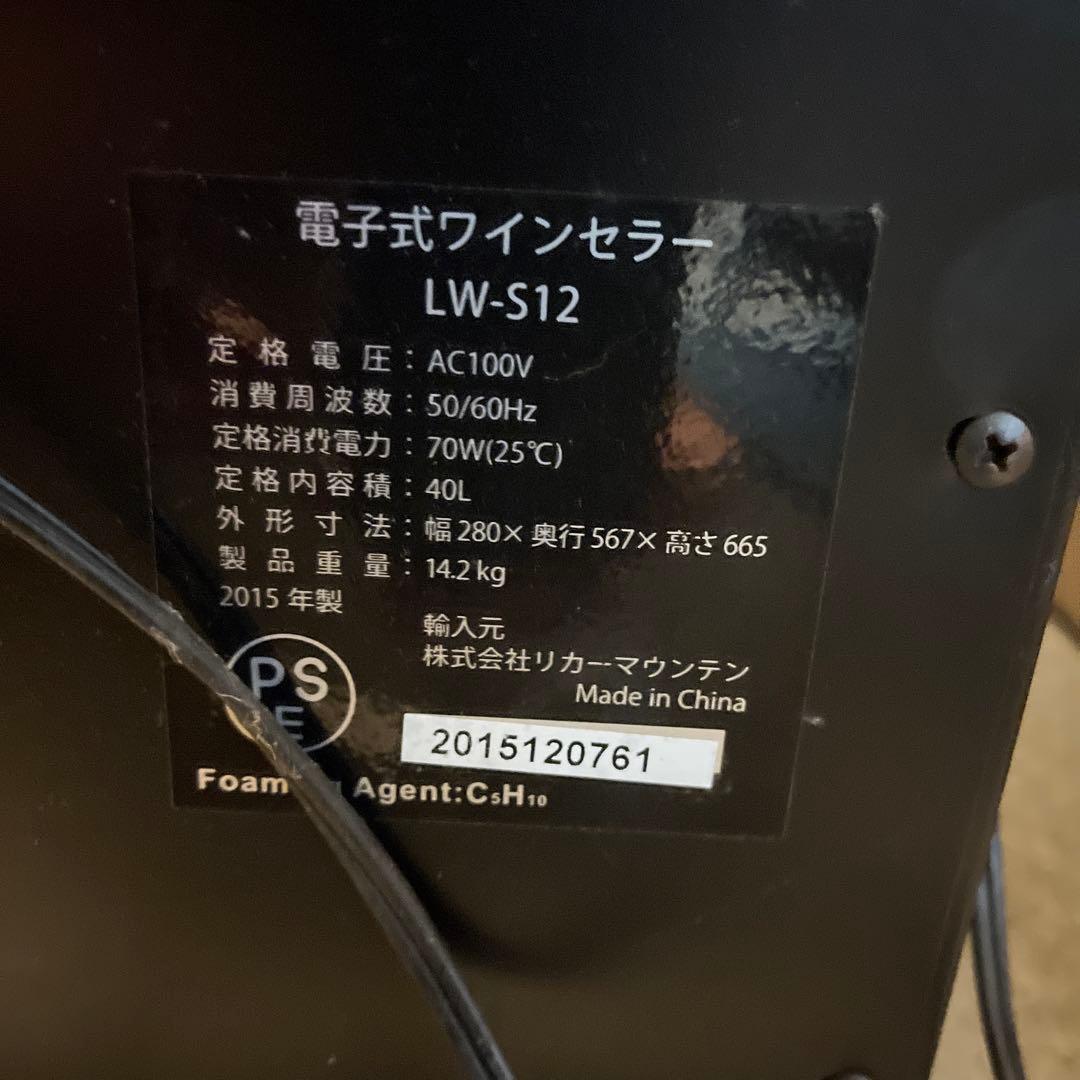 電子式ワインセラー
LW-S12
定格電圧：AC100V
消費周波数：50/60Hz
定格消費電力：70W(25℃)
定格内容積：40L
外形寸法：幅280×奥行567×高さ665
製品重量：14.2kg
2015年製
輸入元
株式会社リカーマウンテン
Made in China
PS
E
2015120761
Agent:C₅H₁₀